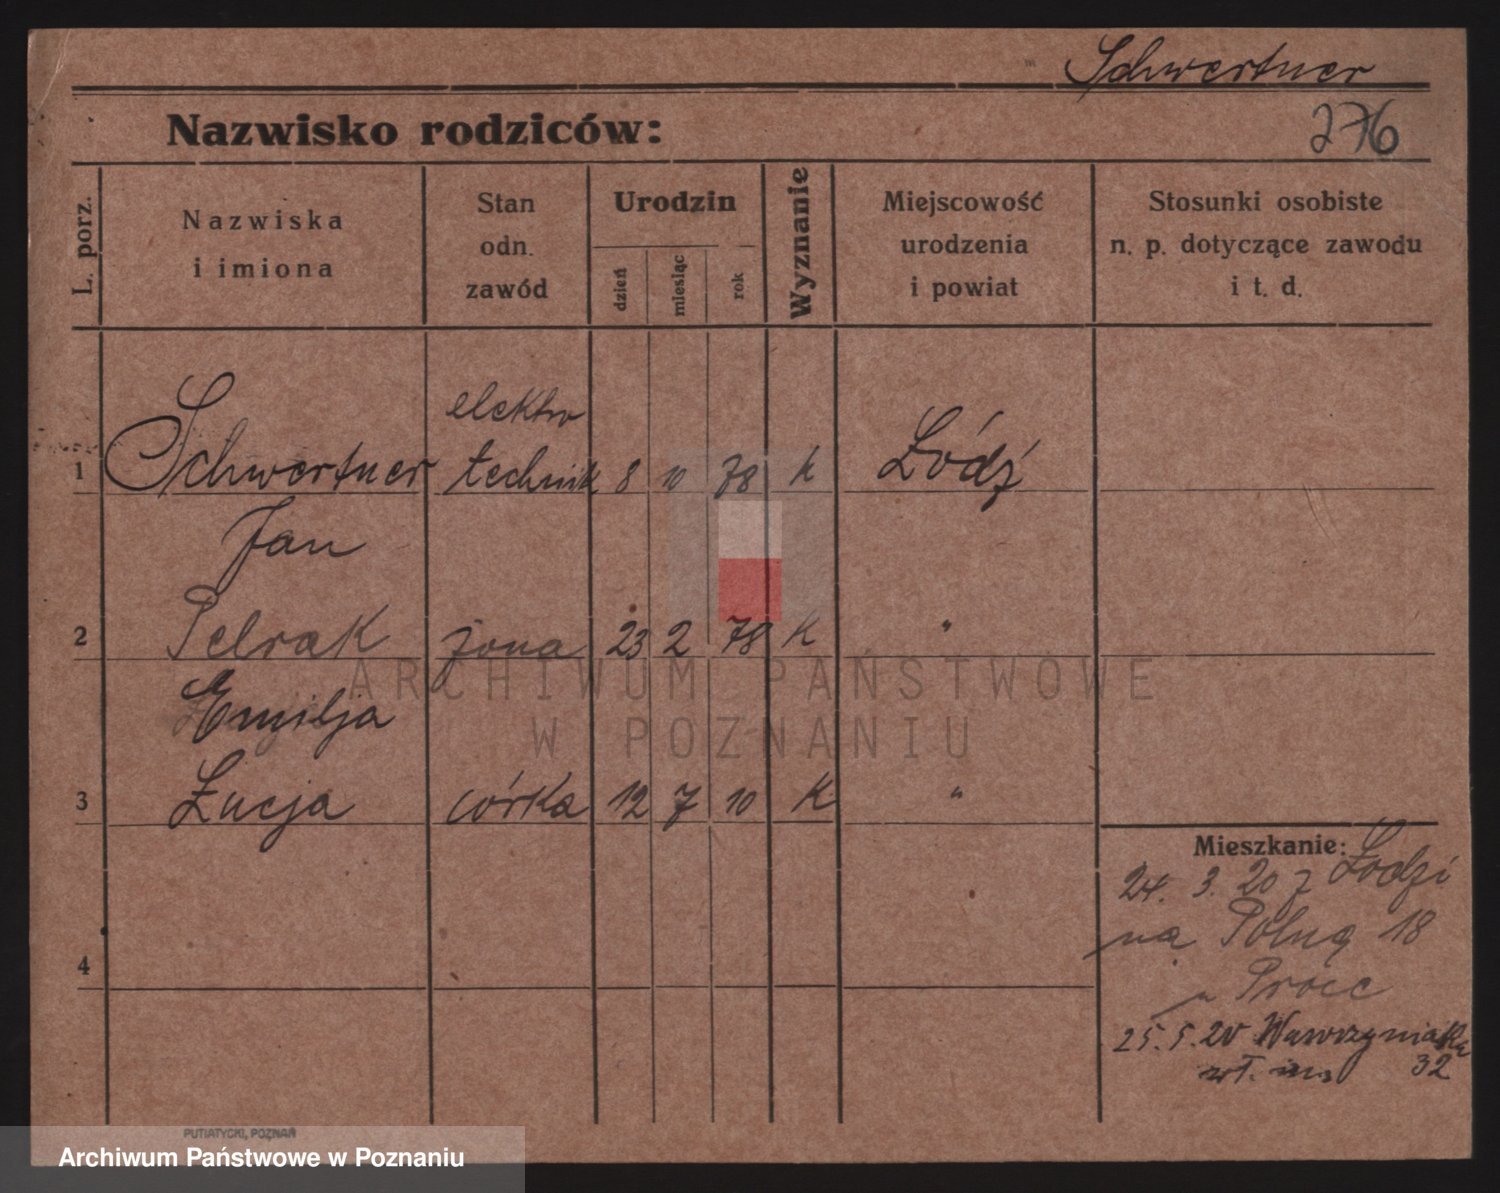 Schwertner
Nazwisko rodziców:
276
L. porz.
Nazwiska
i imiona
Stan
odn.
zawód
Urodzin
dzień
miesiąc
rok
Wyznanie
Miejscowość
urodzenia
i powiat
Stosunki osobiste
n. p. dotyczące zawodu
i t. d.
elektro
1 Schwertner technik 8 10 78 k Łódź
Jan
2 Pelrak żona 23 2 78 k "
Emilja
3 Łucja córka 12 7 10 k "
Mieszkanie:
24. 3. 20 z Łodzi
na Polną 18
u Proce
4
25. 5. 20 Wawrzyniaka
32
PUTIATYCKI, POZNAŃ
ARCHIWUM PAŃSTWOWE
W POZNANIU
Archiwum Państwowe w Poznaniu